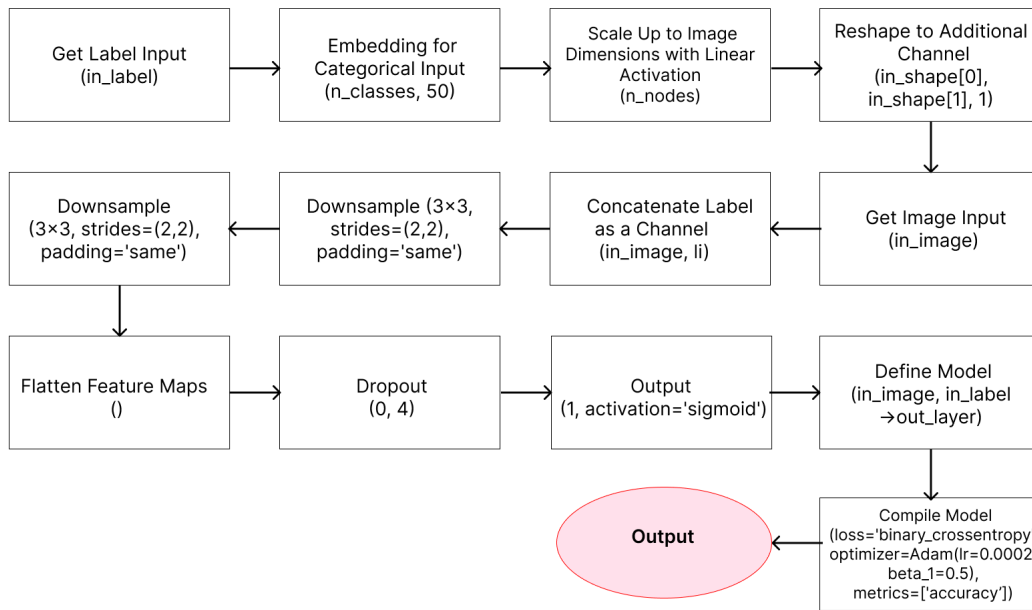 Get Label Input
(in_label)
Embedding for
Categorical Input
(n_classes, 50)
Scale Up to Image
Dimensions with Linear
Activation
(n_nodes)
Reshape to Additional
Channel
(in_shape[0],
in_shape[1], 1)
Get Image Input
(in_image)
Concatenate Label
as a Channel
(in_image, li)
Downsample (3×3,
strides=(2,2),
padding='same')
Downsample
(3×3, strides=(2,2),
padding='same')
Flatten Feature Maps
()
Dropout
(0, 4)
Output
(1, activation='sigmoid')
Define Model
(in_image, in_label
→out_layer)
Compile Model
(loss='binary_crossentropy
optimizer=Adam(lr=0.0002
beta_1=0.5),
metrics=['accuracy'])
Output